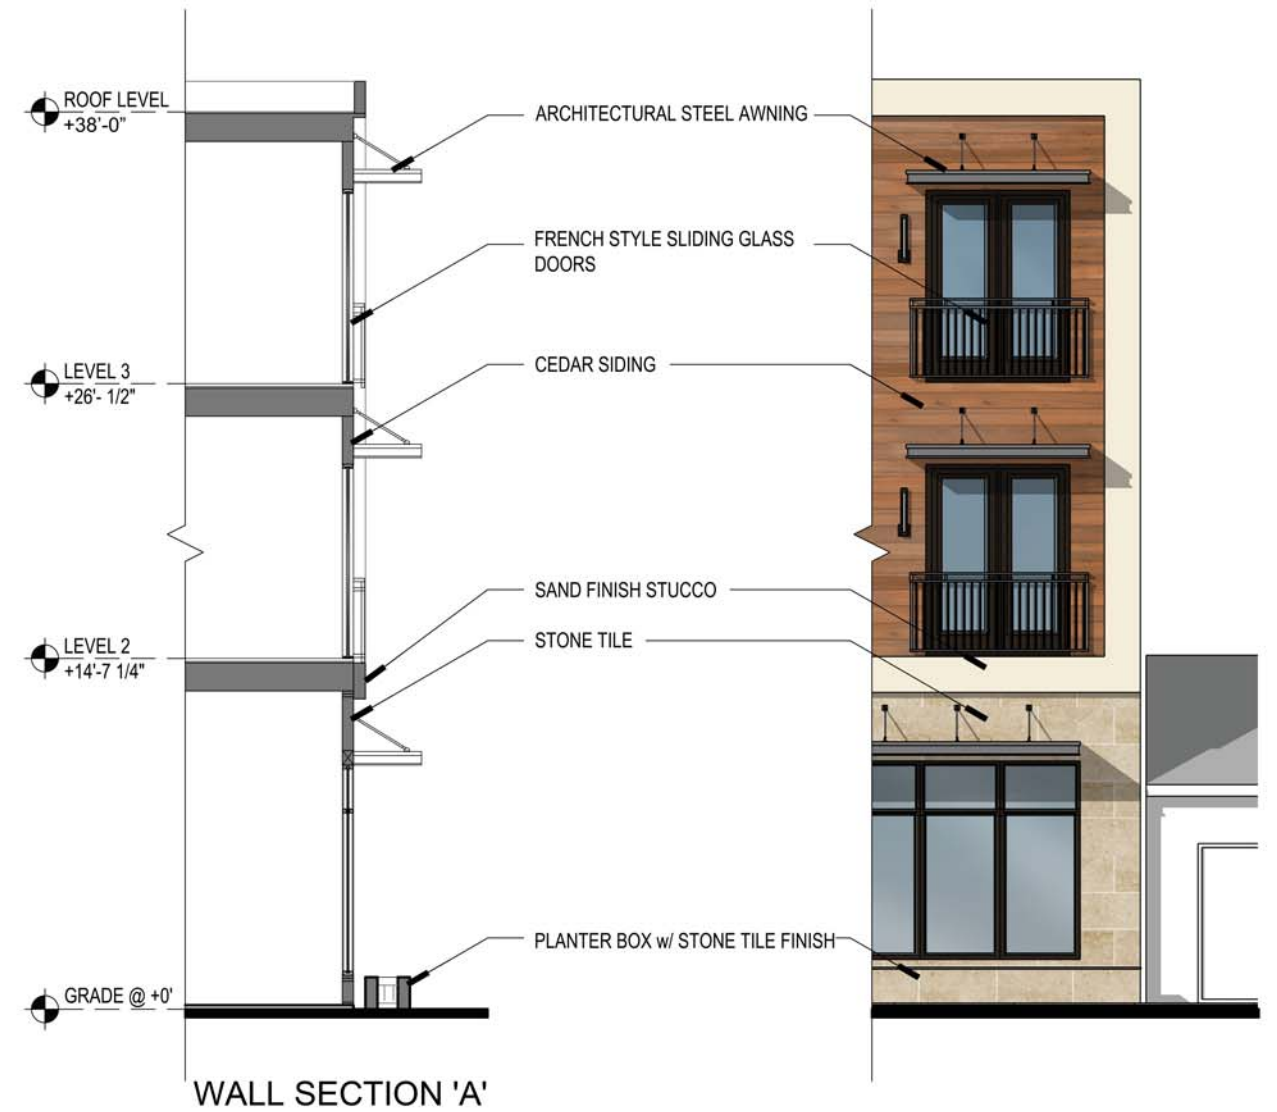 ROOF LEVEL
+38'-0"
ARCHITECTURAL STEEL AWNING
FRENCH STYLE SLIDING GLASS
DOORS
LEVEL 3
+26'- 1/2"
CEDAR SIDING
SAND FINISH STUCCO
STONE TILE
LEVEL 2
+14'-7 1/4"
PLANTER BOX w/ STONE TILE FINISH
GRADE @ +0'
WALL SECTION 'A'